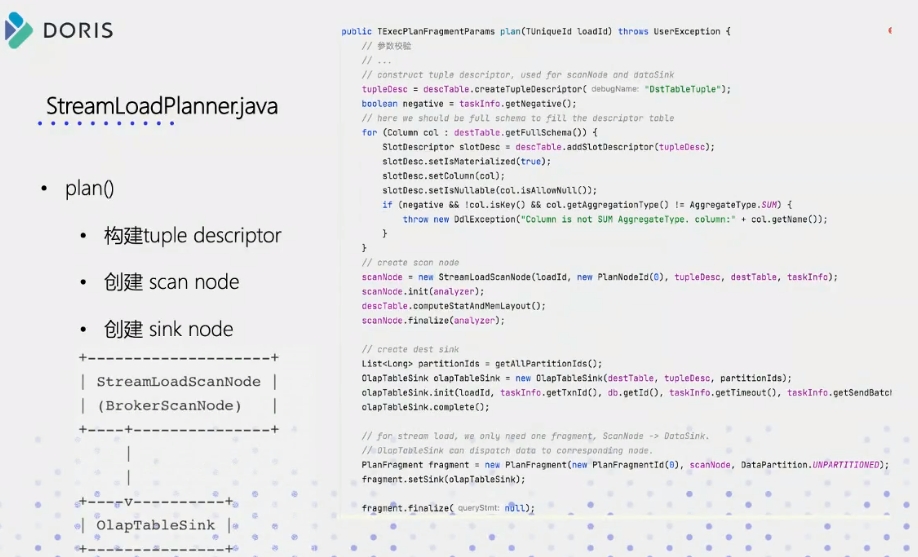 DORIS
StreamLoadPlanner.java
• plan()
• 构建tuple descriptor
• 创建 scan node
• 创建 sink node
+--------------------+
| StreamLoadScanNode |
| (BrokerScanNode)   |
+----+---------------+
|
|
+----v-----------+
| OlapTableSink |
+---------------+
public TExecPlanFragmentParams plan(TUniqueId loadId) throws UserException {
// 参数校验
// ...
// construct tuple descriptor, used for scanNode and dataSink
tupleDesc = descTable.createTupleDescriptor( debugName: "DstTableTuple");
boolean negative = taskInfo.getNegative();
// here we should be full schema to fill the descriptor table
for (Column col : destTable.getFullSchema()) {
SlotDescriptor slotDesc = descTable.addSlotDescriptor(tupleDesc);
slotDesc.setIsMaterialized(true);
slotDesc.setColumn(col);
slotDesc.setIsNullable(col.isAllowNull());
if (negative && !col.isKey() && col.getAggregationType() != AggregateType.SUM) {
throw new DdlException("Column is not SUM AggregateType. column:" + col.getName());
}
}
// create scan node
scanNode = new StreamLoadScanNode(loadId, new PlanNodeId(0), tupleDesc, destTable, taskInfo);
scanNode.init(analyzer);
descTable.computeStatAndMemLayout();
scanNode.finalize(analyzer);
// create dest sink
List<Long> partitionIds = getAllPartitionIds();
OlapTableSink olapTableSink = new OlapTableSink(destTable, tupleDesc, partitionIds);
olapTableSink.init(loadId, taskInfo.getTxnId(), db.getId(), taskInfo.getTimeout(), taskInfo.getSendBatch
olapTableSink.complete();
// for stream load, we only need one fragment, ScanNode -> DataSink.
// OlapTableSink can dispatch data to corresponding node.
PlanFragment fragment = new PlanFragment(new PlanFragmentId(0), scanNode, DataPartition.UNPARTITIONED);
fragment.setSink(olapTableSink);
fragment.finalize( queryStmt: null);